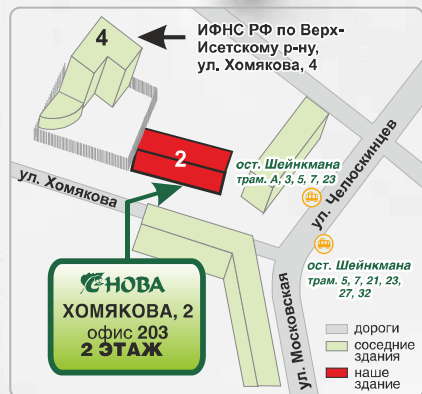 4
ИФНС РФ по Верх-
Исетскому р-ну,
ул. Хомякова, 4
2
ост. Шейнкмана
трам. А, 3, 5, 7, 23
ул. Челюскинцев
ул. Хомякова
НОВА
ХОМЯКОВА, 2
офис 203
2 ЭТАЖ
ост. Шейнкмана
трам. 5, 7, 21, 23,
27, 32
ул. Московская
дороги
соседние
здания
наше
здание